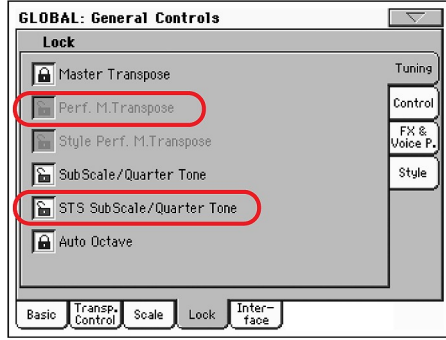 GLOBAL: General Controls
Lock
Master Transpose
Perf. M.Transpose
Style Perf. M.Transpose
SubScale/Quarter Tone
STS SubScale/Quarter Tone
Auto Octave
Tuning
Control
FX &
Voice P.
Style
Basic
Transp.
Control
Scale
Lock
Inter-
face